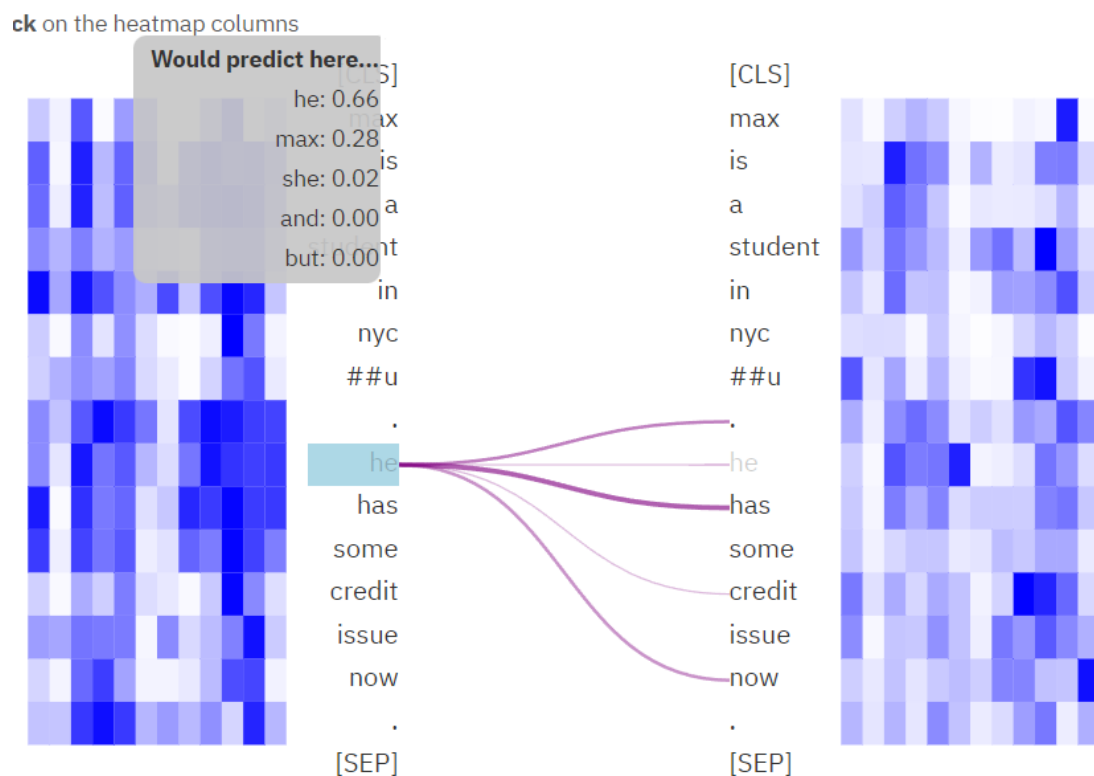 ck on the heatmap columns
Would predict here...
he: 0.66
max: 0.28
she: 0.02
and: 0.00
but: 0.00
[CLS]
max
is
a
student
in
nyc
##u
.
he
has
some
credit
issue
now
.
[SEP]
[CLS]
max
is
a
student
in
nyc
##u
.
he
has
some
credit
issue
now
.
[SEP]